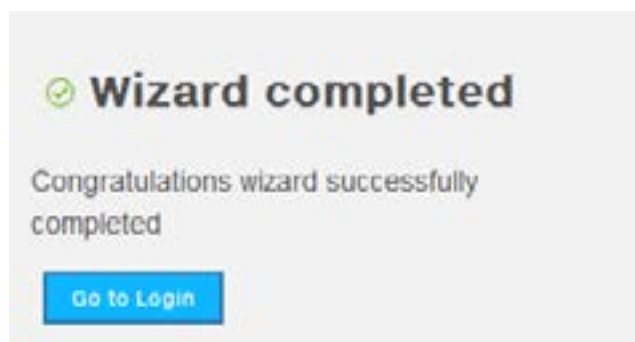 Wizard completed
Congratulations wizard successfully
completed
Go to Login